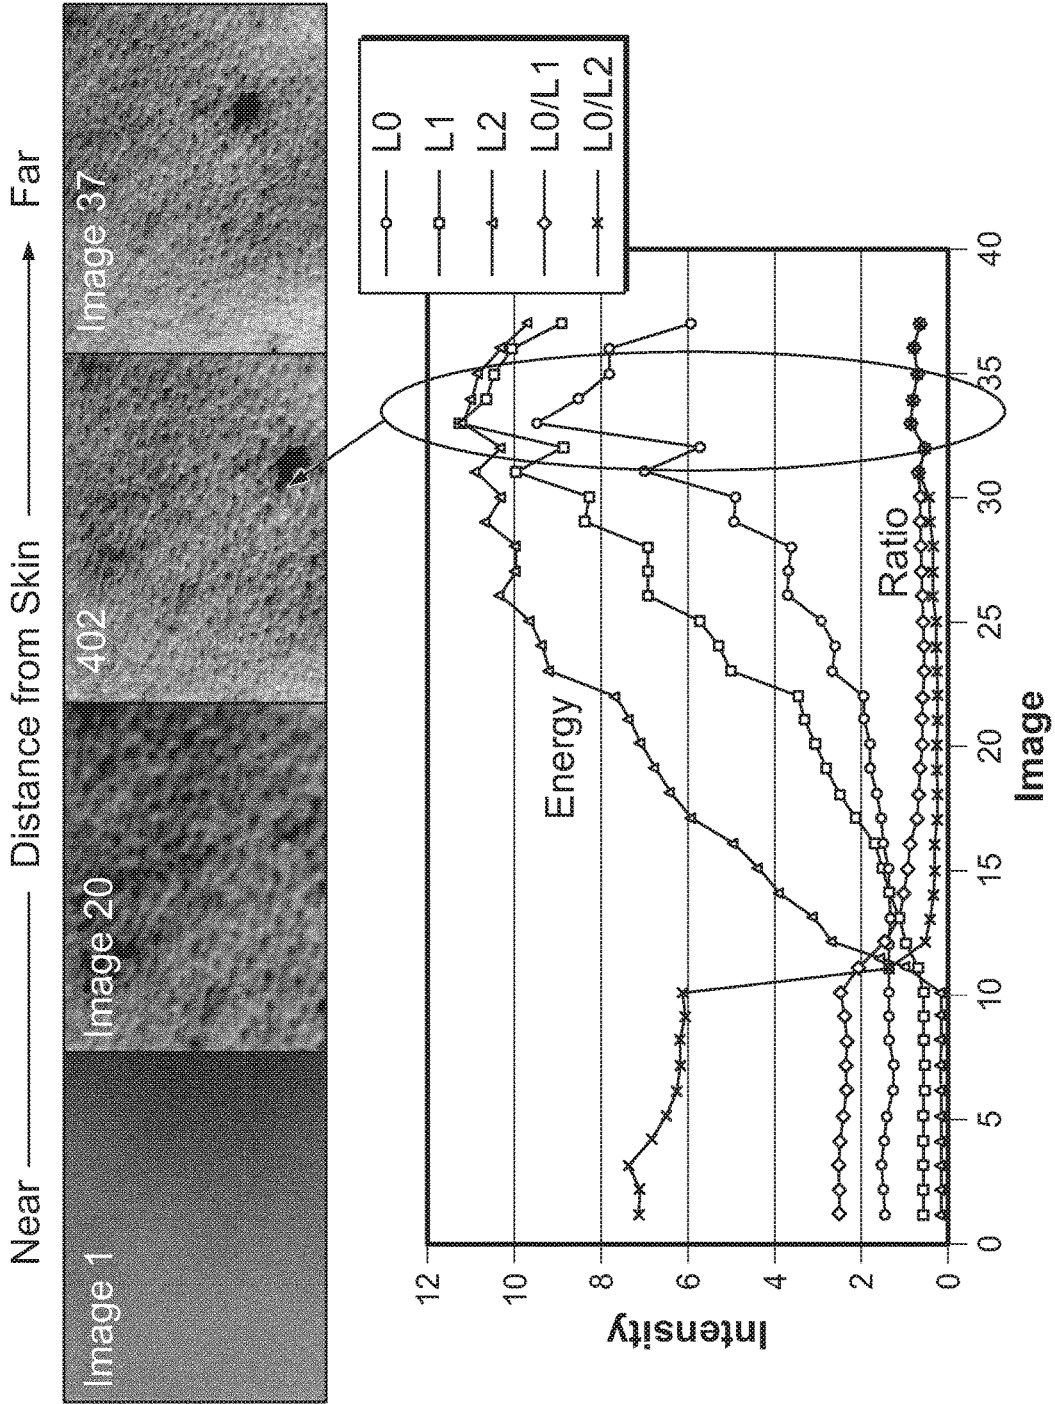 Near Distance from Skin Far
Image 1
Image 20
402
Image 37
L0
L1
L2
L0/L1
L0/L2
Energy
Ratio
Intensity
12
10
8
6
4
2
0
0 5 10 15 20 25 30 35 40
Image